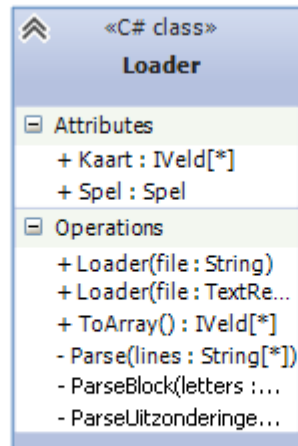 «C# class»
Loader
Attributes
+ Kaart : IVeld[*]
+ Spel : Spel
Operations
+ Loader(file : String)
+ Loader(file : TextRe...
+ ToArray() : IVeld[*]
- Parse(lines : String[*])
- ParseBlock(letters :...
- ParseUitzonderinge...